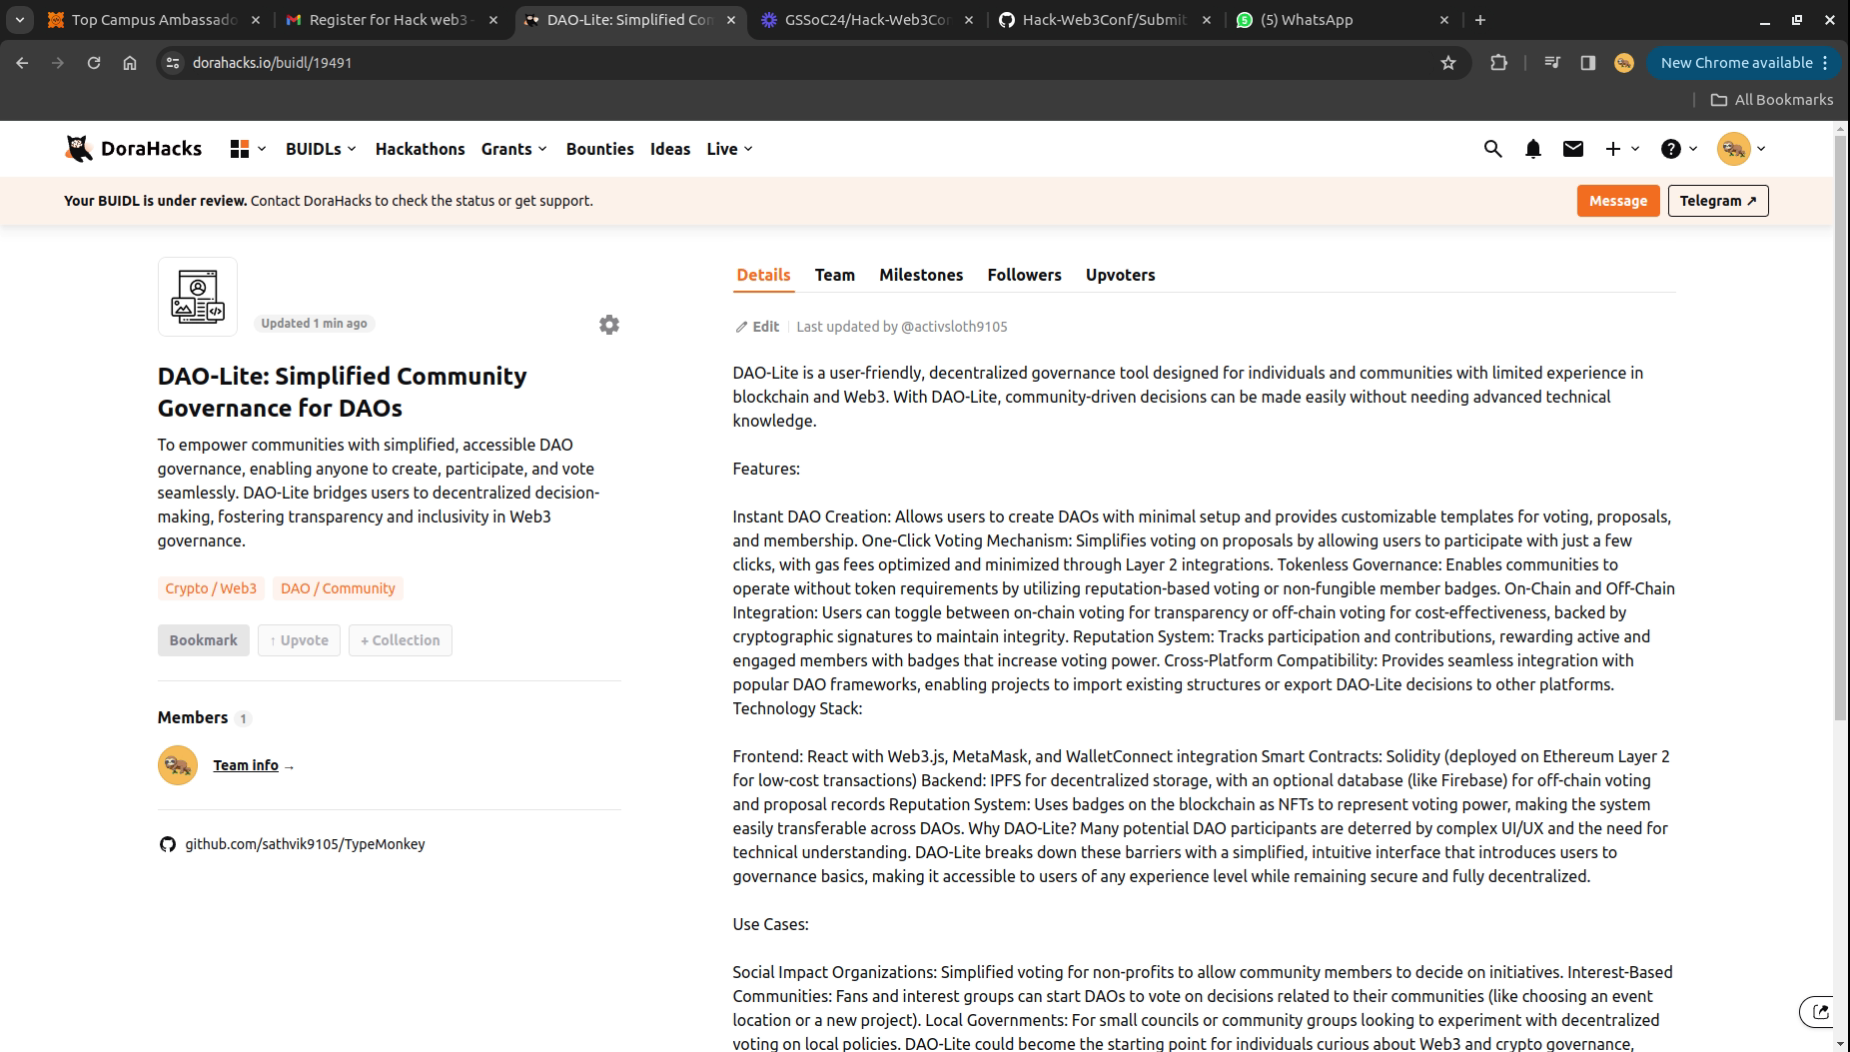 Top Campus Ambassado
Register for Hack web3 -
DAO-Lite: Simplified Con
GSSoC24/Hack-Web3Con
Hack-Web3Conf/Submit
(5) WhatsApp
dorahacks.io/buidl/19491
New Chrome available
All Bookmarks
DoraHacks
BUIDLs
Hackathons
Grants
Bounties
Ideas
Live
Your BUIDL is under review. Contact DoraHacks to check the status or get support.
Message
Telegram ↗
Updated 1 min ago
DAO-Lite: Simplified Community
Governance for DAOs
To empower communities with simplified, accessible DAO
governance, enabling anyone to create, participate, and vote
seamlessly. DAO-Lite bridges users to decentralized decision-
making, fostering transparency and inclusivity in Web3
governance.
Crypto / Web3
DAO / Community
Bookmark
↑ Upvote
+ Collection
Members 1
Team info →
github.com/sathvik9105/TypeMonkey
Details
Team
Milestones
Followers
Upvoters
Edit
Last updated by @activsloth9105
DAO-Lite is a user-friendly, decentralized governance tool designed for individuals and communities with limited experience in
blockchain and Web3. With DAO-Lite, community-driven decisions can be made easily without needing advanced technical
knowledge.
Features:
Instant DAO Creation: Allows users to create DAOs with minimal setup and provides customizable templates for voting, proposals,
and membership. One-Click Voting Mechanism: Simplifies voting on proposals by allowing users to participate with just a few
clicks, with gas fees optimized and minimized through Layer 2 integrations. Tokenless Governance: Enables communities to
operate without token requirements by utilizing reputation-based voting or non-fungible member badges. On-Chain and Off-Chain
Integration: Users can toggle between on-chain voting for transparency or off-chain voting for cost-effectiveness, backed by
cryptographic signatures to maintain integrity. Reputation System: Tracks participation and contributions, rewarding active and
engaged members with badges that increase voting power. Cross-Platform Compatibility: Provides seamless integration with
popular DAO frameworks, enabling projects to import existing structures or export DAO-Lite decisions to other platforms.
Technology Stack:
Frontend: React with Web3.js, MetaMask, and WalletConnect integration Smart Contracts: Solidity (deployed on Ethereum Layer 2
for low-cost transactions) Backend: IPFS for decentralized storage, with an optional database (like Firebase) for off-chain voting
and proposal records Reputation System: Uses badges on the blockchain as NFTs to represent voting power, making the system
easily transferable across DAOs. Why DAO-Lite? Many potential DAO participants are deterred by complex UI/UX and the need for
technical understanding. DAO-Lite breaks down these barriers with a simplified, intuitive interface that introduces users to
governance basics, making it accessible to users of any experience level while remaining secure and fully decentralized.
Use Cases:
Social Impact Organizations: Simplified voting for non-profits to allow community members to decide on initiatives. Interest-Based
Communities: Fans and interest groups can start DAOs to vote on decisions related to their communities (like choosing an event
location or a new project). Local Governments: For small councils or community groups looking to experiment with decentralized
voting on local policies. DAO-Lite could become the starting point for individuals curious about Web3 and crypto governance,